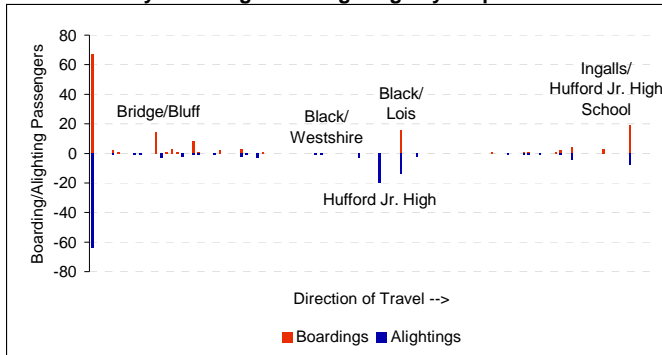 80
60
40
20
0
-20
-40
-60
-80
Boarding/Alighting Passengers
Bridge/Bluff
Black/
Westshire
Black/
Lois
Hufford Jr. High
Ingalls/
Hufford Jr. High
School
Direction of Travel -->
Boardings
Alightings